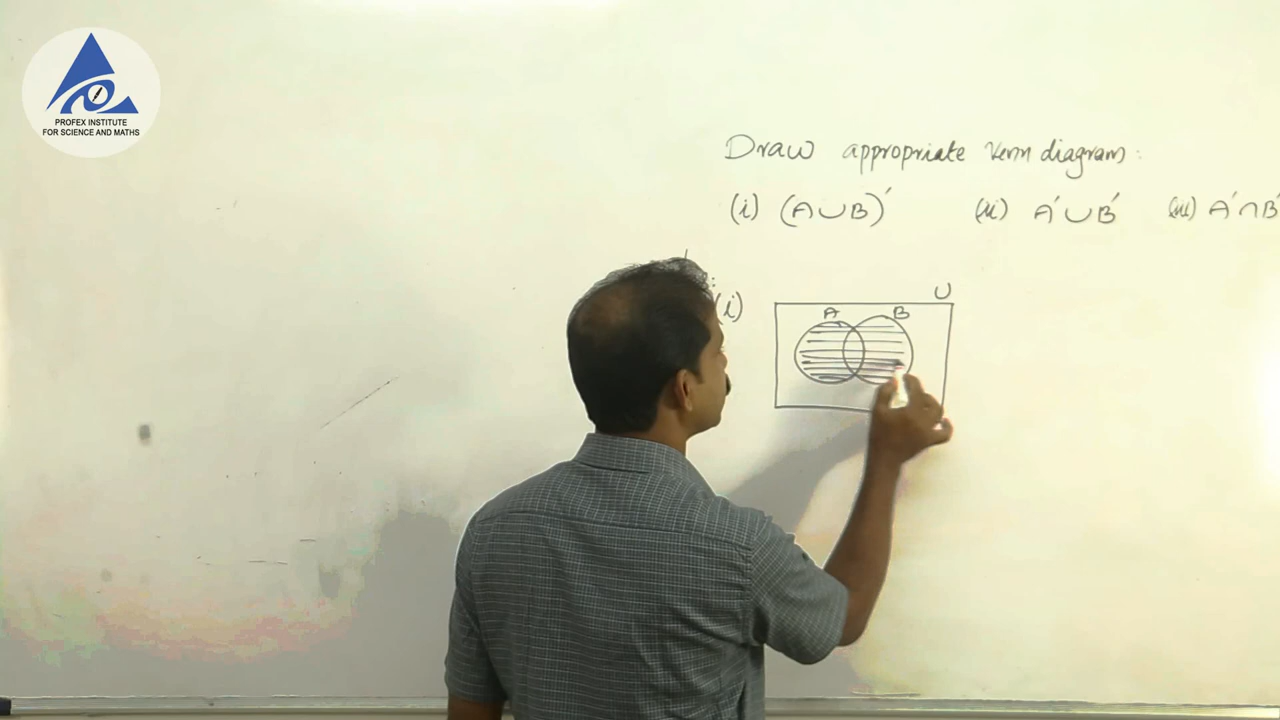 PROFEX INSTITUTE
FOR SCIENCE AND MATHS
Draw appropriate Venn diagram:
(i) (A∪B)′ (ii) A′∪B′ (iii) A′∩B′
(i)
U
A B